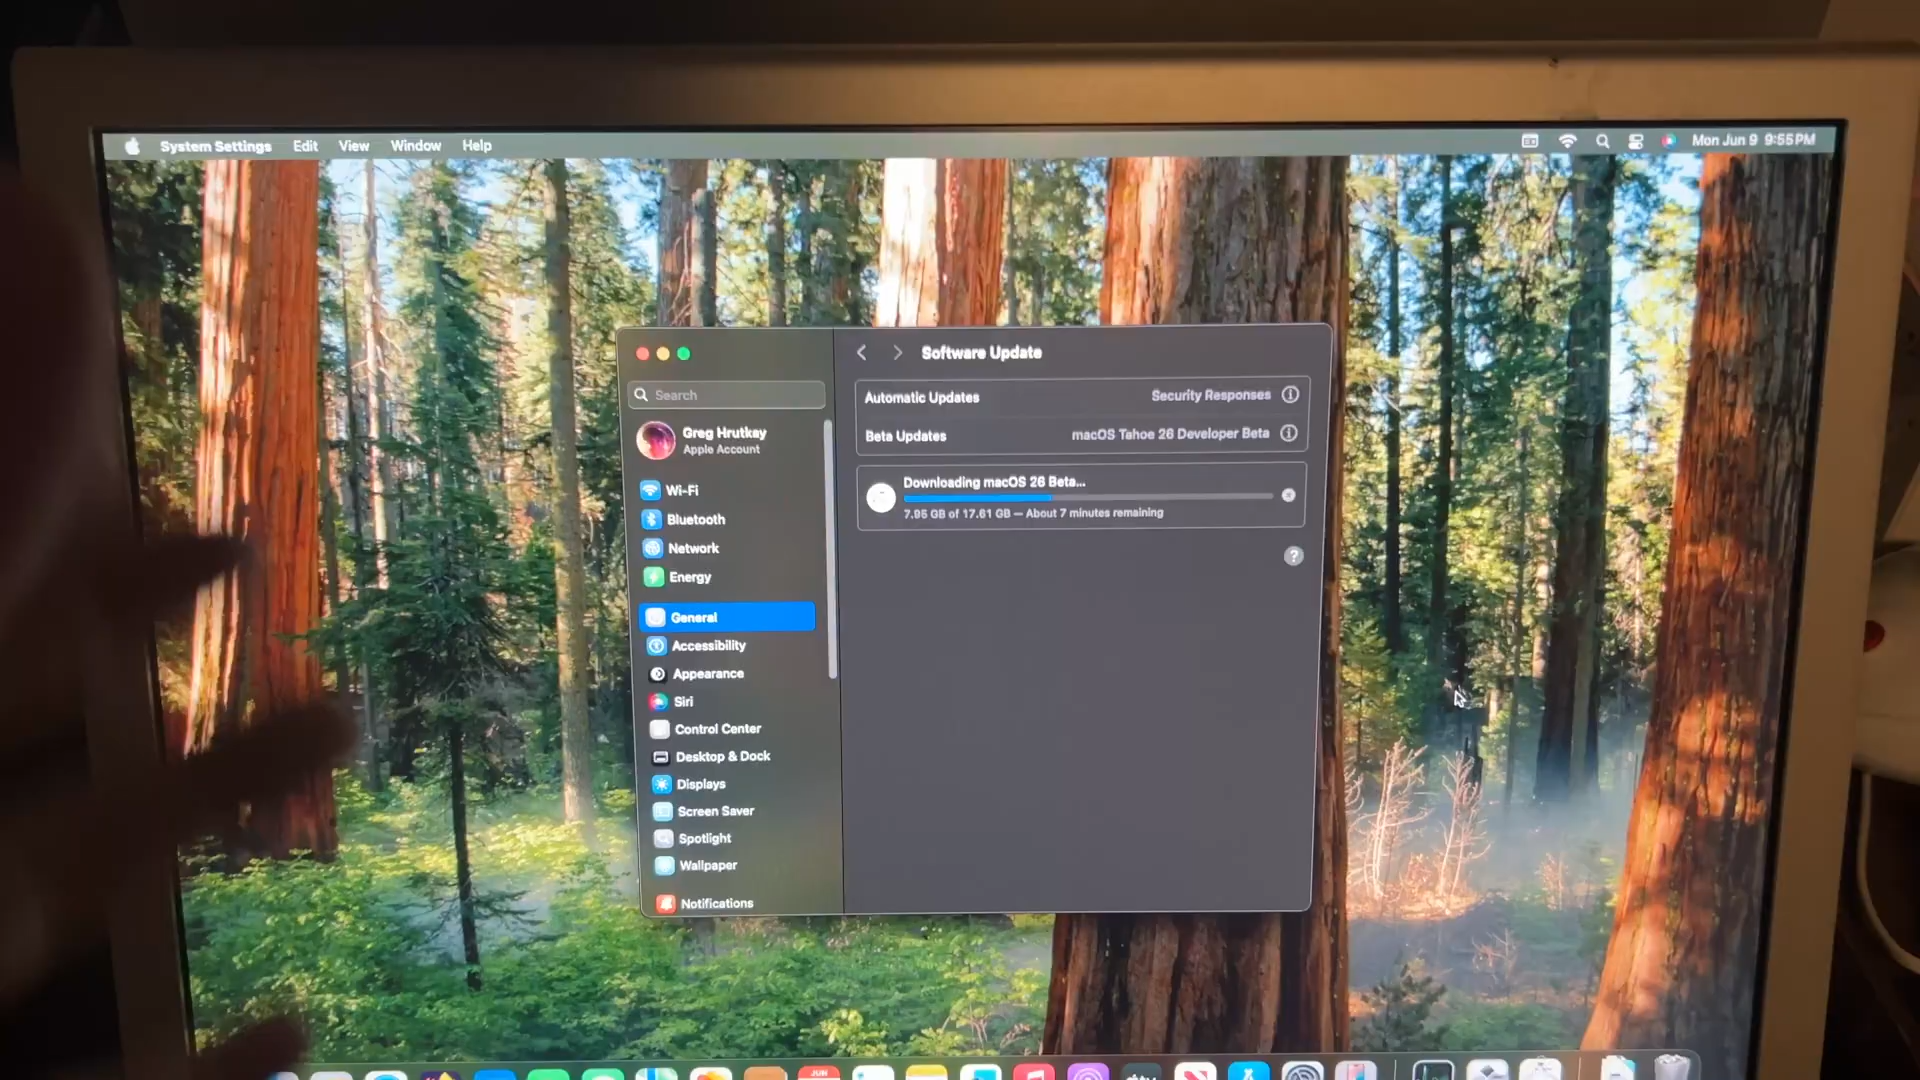 System Settings Edit View Window Help
Mon Jun 9 9:55 PM
Software Update
Search
Automatic Updates Security Responses
Greg Hrutkay
Apple Account
Beta Updates macOS Tahoe 26 Developer Beta
Downloading macOS 26 Beta...
7.95 GB of 17.61 GB — About 7 minutes remaining
?
Wi-Fi
Bluetooth
Network
Energy
General
Accessibility
Appearance
Siri
Control Center
Desktop & Dock
Displays
Screen Saver
Spotlight
Wallpaper
Notifications
JUN